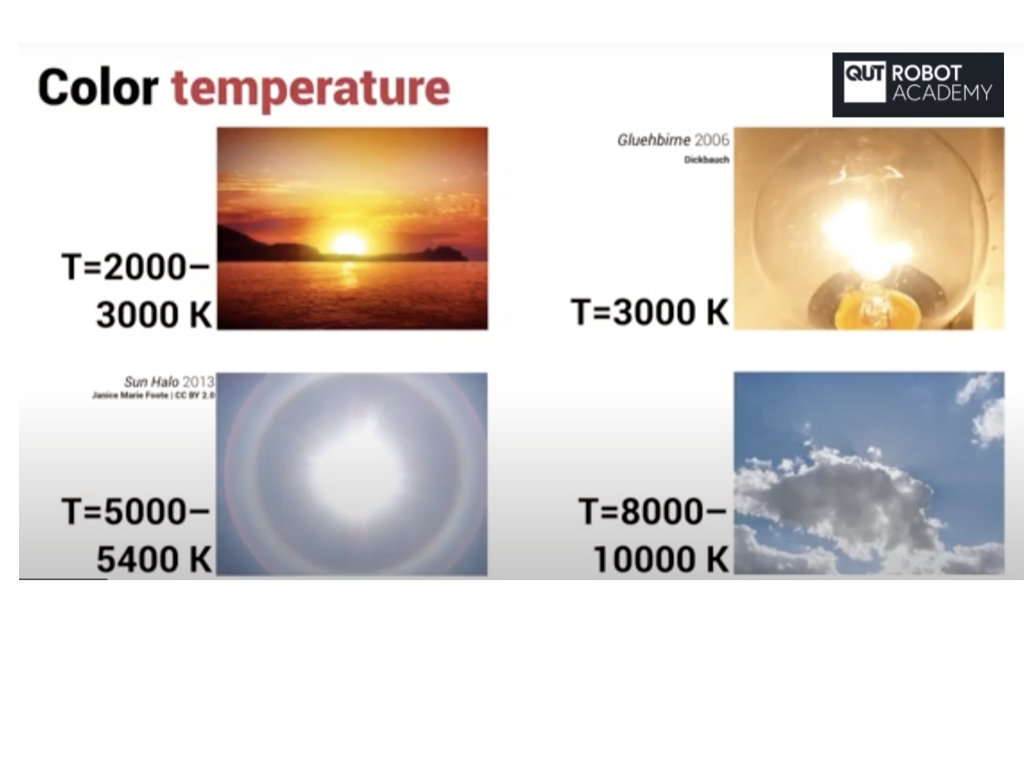 Color temperature
QUT ROBOT
ACADEMY
T=2000–
3000 K
Gluehbirne 2006
Dickbauch
T=3000 K
Sun Halo 2013
Janice Marie Foote | CC BY 2.0
T=5000–
5400 K
T=8000–
10000 K